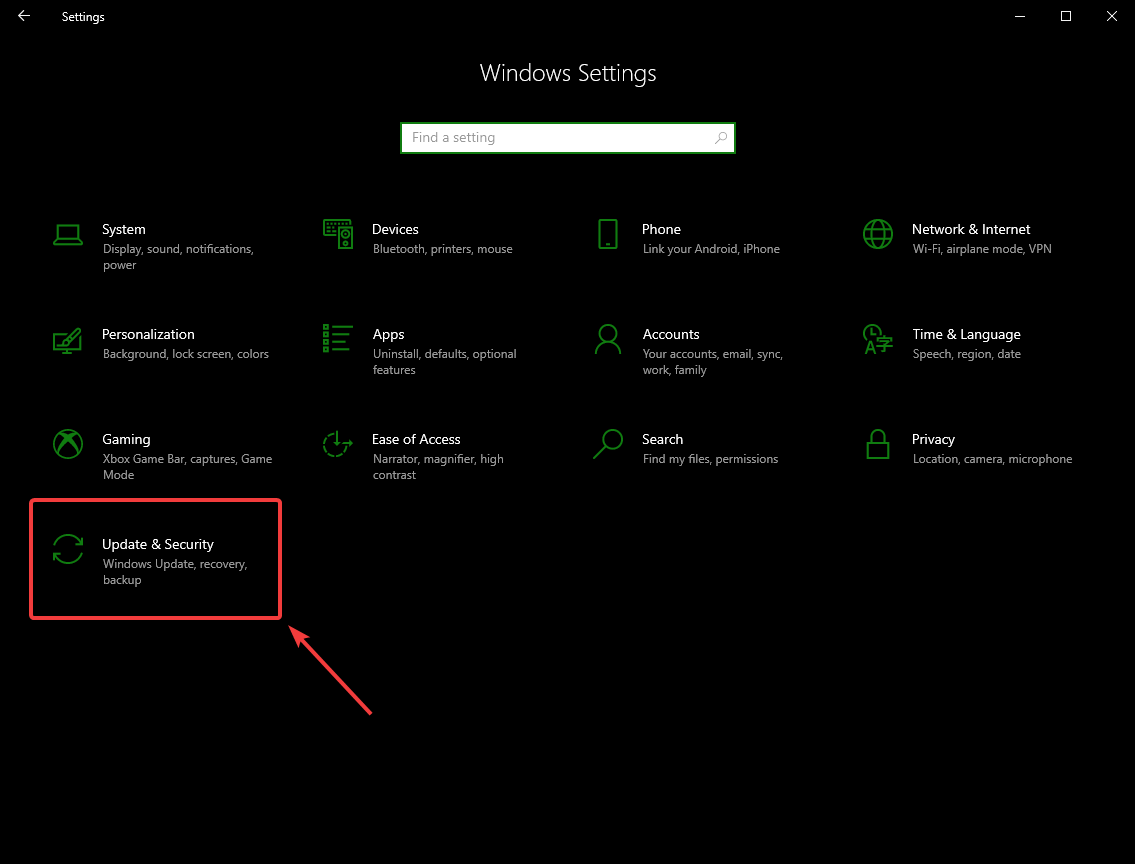 Settings
Windows Settings
Find a setting
System
Display, sound, notifications,
power
Devices
Bluetooth, printers, mouse
Phone
Link your Android, iPhone
Network & Internet
Wi-Fi, airplane mode, VPN
Personalization
Background, lock screen, colors
Apps
Uninstall, defaults, optional
features
Accounts
Your accounts, email, sync,
work, family
Time & Language
Speech, region, date
Gaming
Xbox Game Bar, captures, Game
Mode
Ease of Access
Narrator, magnifier, high
contrast
Search
Find my files, permissions
Privacy
Location, camera, microphone
Update & Security
Windows Update, recovery,
backup